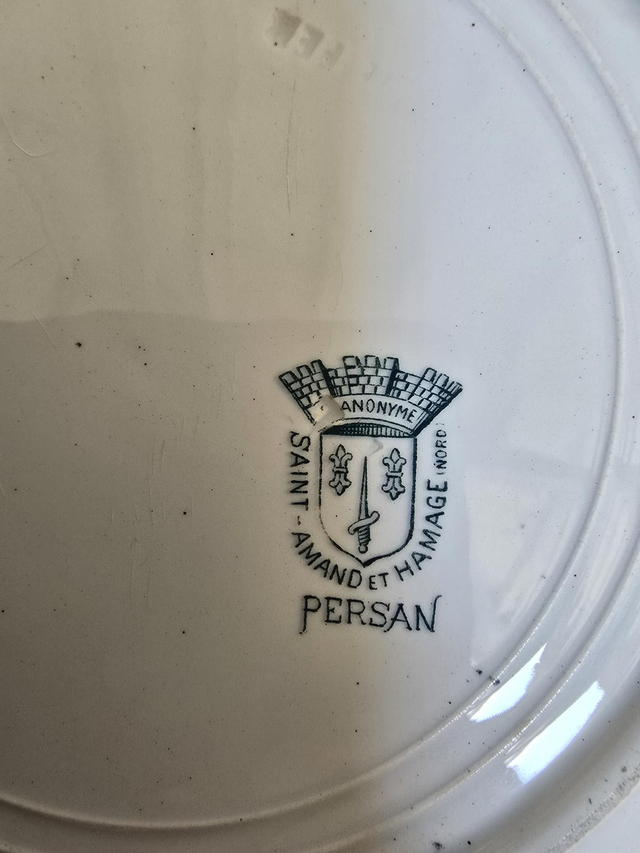 ANONYME
SAINT-AMAND ET HAMAGE (NORD)
PERSAN